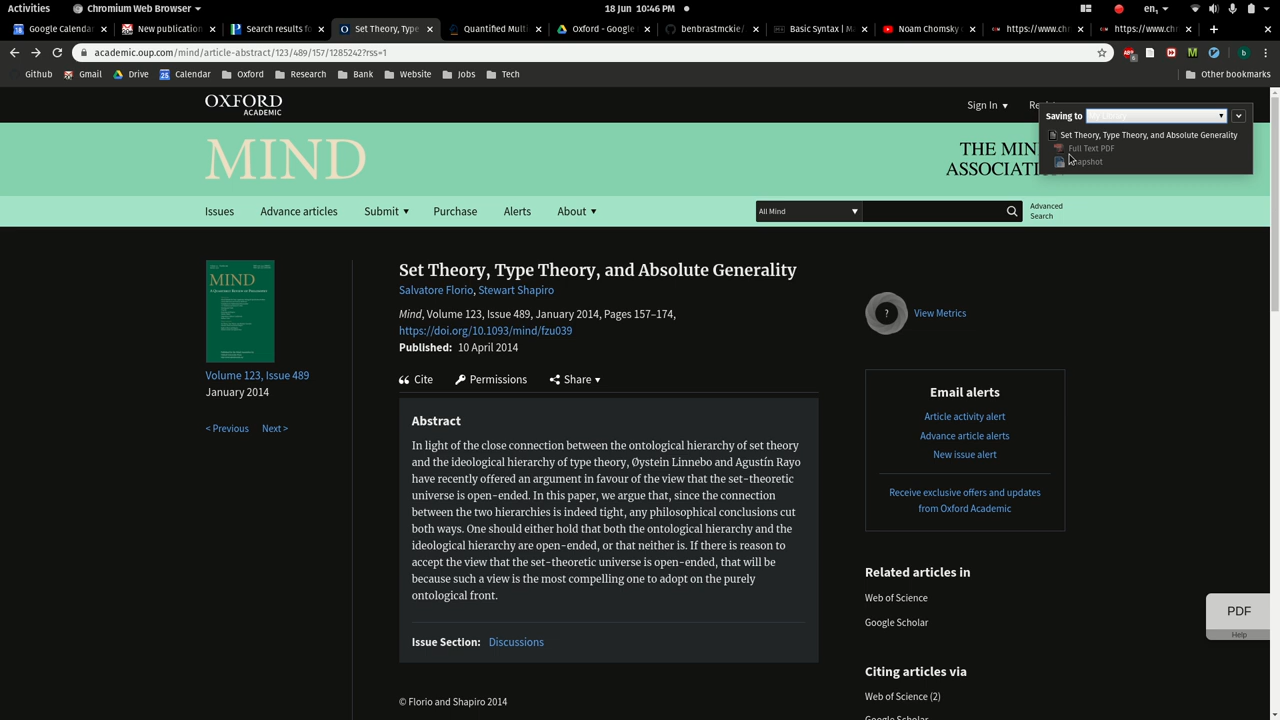 Activities
Chromium Web Browser
18 Jun 10:46 PM
en₁
Google Calendar
New publication
Search results fo
Set Theory, Type
Quantified Multi
Oxford - Google
benbrastmckie/
Basic Syntax | M
Noam Chomsky
https://www.ch
https://www.ch
academic.oup.com/mind/article-abstract/123/489/157/1285242?rss=1
Github
Gmail
Drive
Calendar
Oxford
Research
Bank
Website
Jobs
Tech
Other bookmarks
OXFORD
ACADEMIC
Sign In
Saving to My Library
Set Theory, Type Theory, and Absolute Generality
Full Text PDF
MIND
THE MIN
ASSOCIAT
Issues
Advance articles
Submit
Purchase
Alerts
About
All Mind
Advanced
Search
MIND
Set Theory, Type Theory, and Absolute Generality
Salvatore Florio, Stewart Shapiro
Mind, Volume 123, Issue 489, January 2014, Pages 157–174,
https://doi.org/10.1093/mind/fzu039
Published: 10 April 2014
Volume 123, Issue 489
January 2014
< Previous
Next >
Cite
Permissions
Share
Abstract
In light of the close connection between the ontological hierarchy of set theory
and the ideological hierarchy of type theory, Øystein Linnebo and Agustín Rayo
have recently offered an argument in favour of the view that the set-theoretic
universe is open-ended. In this paper, we argue that, since the connection
between the two hierarchies is indeed tight, any philosophical conclusions cut
both ways. One should either hold that both the ontological hierarchy and the
ideological hierarchy are open-ended, or that neither is. If there is reason to
accept the view that the set-theoretic universe is open-ended, that will be
because such a view is the most compelling one to adopt on the purely
ontological front.
Issue Section: Discussions
© Florio and Shapiro 2014
?
View Metrics
Email alerts
Article activity alert
Advance article alerts
New issue alert
Receive exclusive offers and updates
from Oxford Academic
Related articles in
Web of Science
Google Scholar
Citing articles via
Web of Science (2)
Google Scholar
PDF
Help